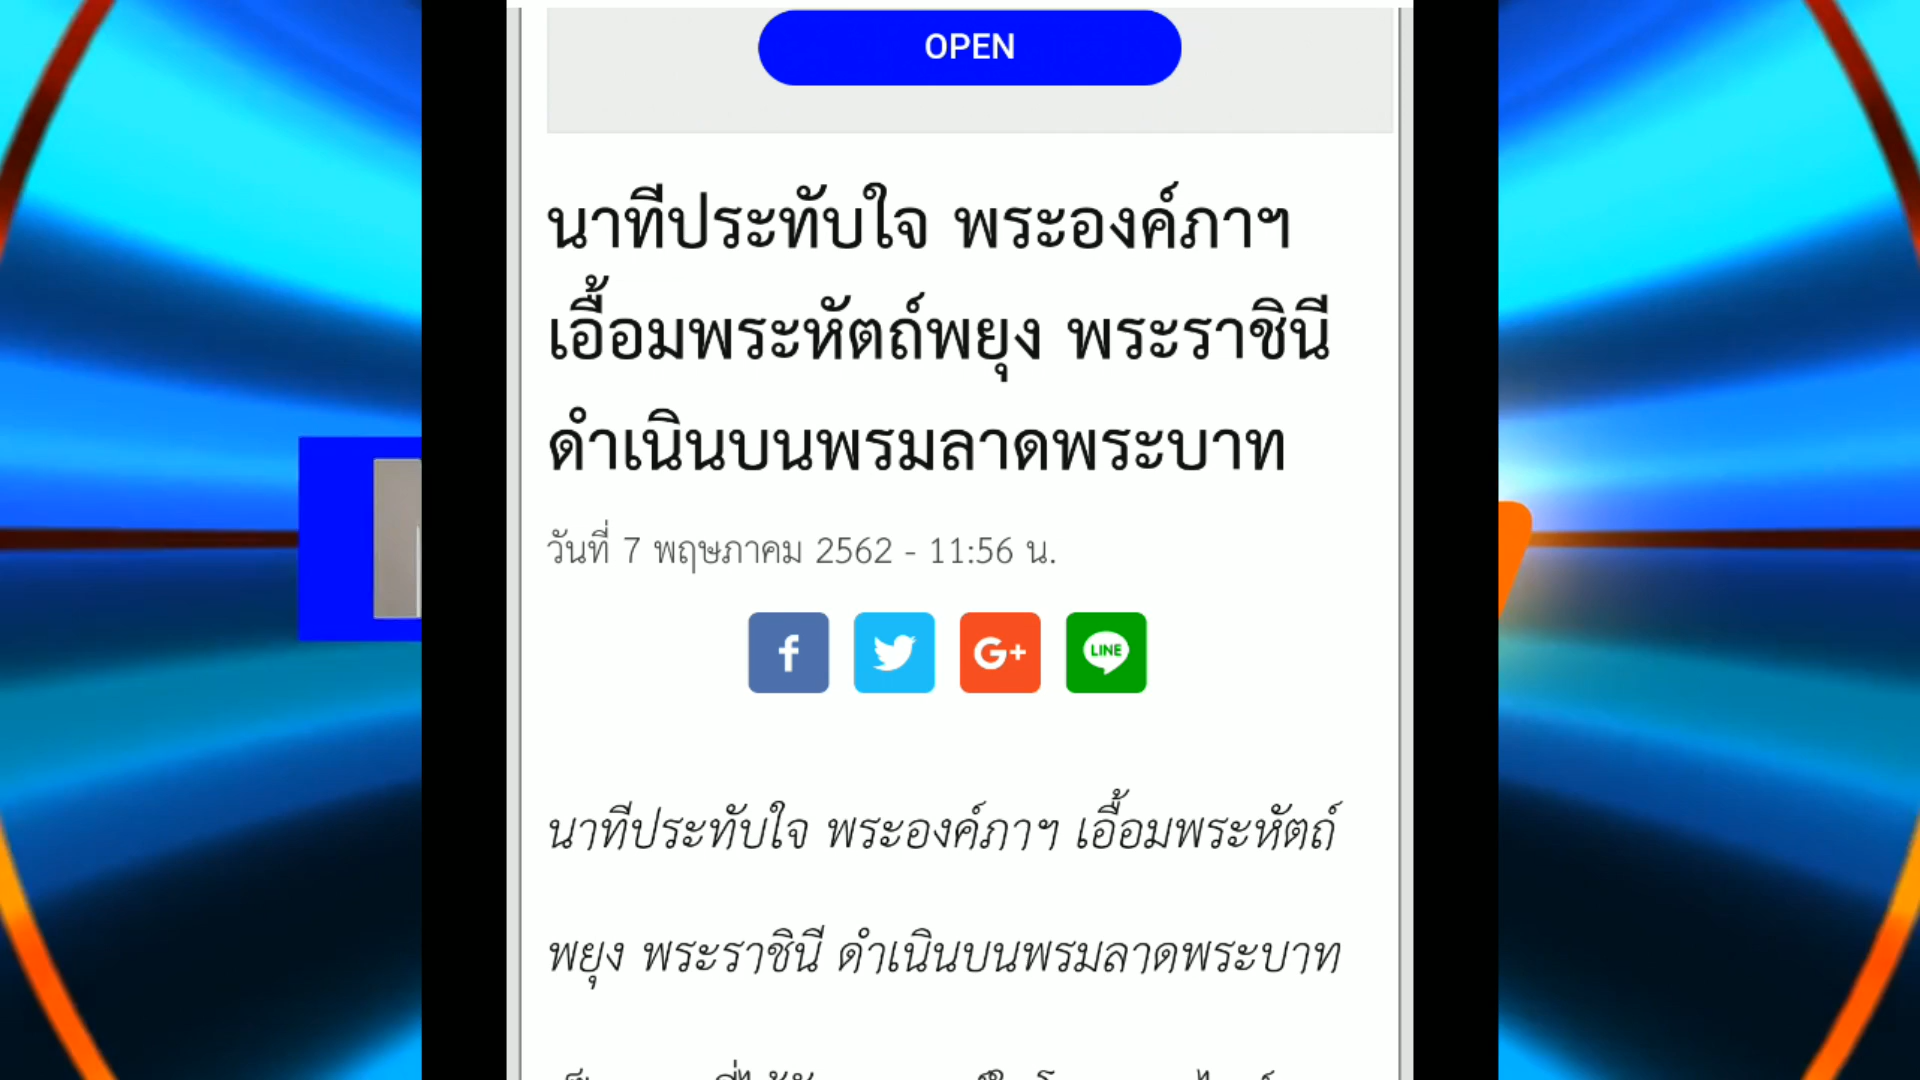 OPEN
นาทีประทับใจ พระองค์ภาฯ
เอื้อมพระหัตถ์พยุง พระราชินี
ดำเนินบนพรมลาดพระบาท
วันที่ 7 พฤษภาคม 2562 - 11:56 น.
f G+ LINE
นาทีประทับใจ พระองค์ภาฯ เอื้อมพระหัตถ์
พยุง พระราชินี ดำเนินบนพรมลาดพระบาท